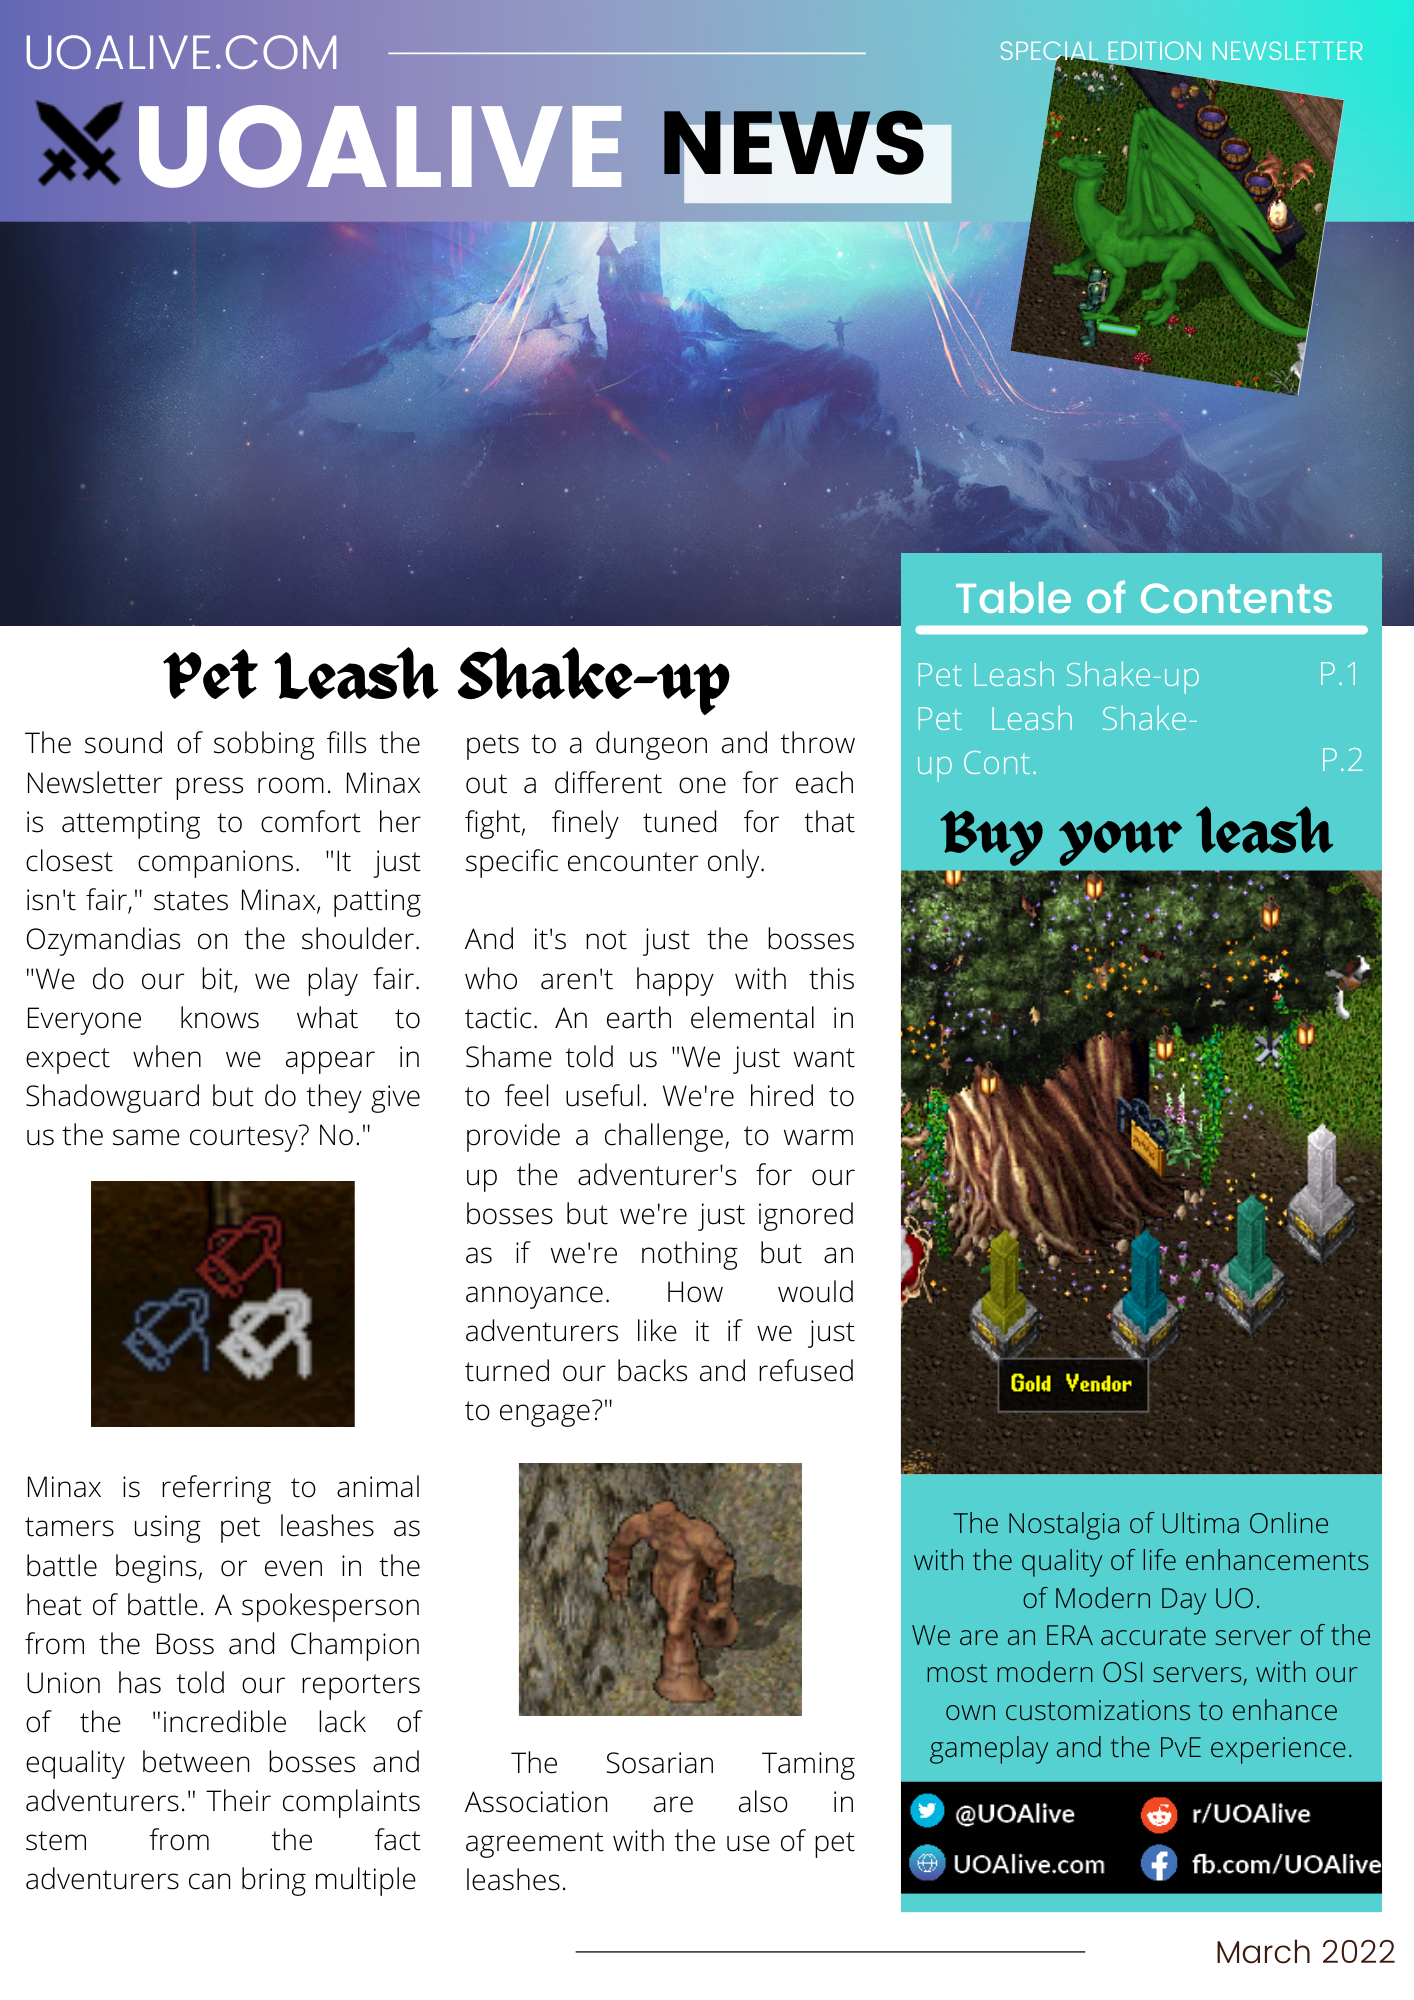 UOALIVE.COM
SPECIAL EDITION NEWSLETTER
UOALIVE NEWS
Pet Leash Shake-up
The sound of sobbing fills the
Newsletter press room. Minax
is attempting to comfort her
closest companions. "It just
isn't fair," states Minax, patting
Ozymandias on the shoulder.
"We do our bit, we play fair.
Everyone knows what to
expect when we appear in
Shadowguard but do they give
us the same courtesy? No."
Minax is referring to animal
tamers using pet leashes as
battle begins, or even in the
heat of battle. A spokesperson
from the Boss and Champion
Union has told our reporters
of the "incredible lack of
equality between bosses and
adventurers." Their complaints
stem from the fact
adventurers can bring multiple
pets to a dungeon and throw
out a different one for each
fight, finely tuned for that
specific encounter only.
And it's not just the bosses
who aren't happy with this
tactic. An earth elemental in
Shame told us "We just want
to feel useful. We're hired to
provide a challenge, to warm
up the adventurer's for our
bosses but we're just ignored
as if we're nothing but an
annoyance. How would
adventurers like it if we just
turned our backs and refused
to engage?"
The Sosarian Taming
Association are also in
agreement with the use of pet
leashes.
Table of Contents
Pet Leash Shake-up P.1
Pet Leash Shake-
up Cont. P.2
Buy your leash
Gold Vendor
The Nostalgia of Ultima Online
with the quality of life enhancements
of Modern Day UO.
We are an ERA accurate server of the
most modern OSI servers, with our
own customizations to enhance
gameplay and the PvE experience.
@UOAlive
r/UOAlive
UOAlive.com
fb.com/UOAlive
March 2022